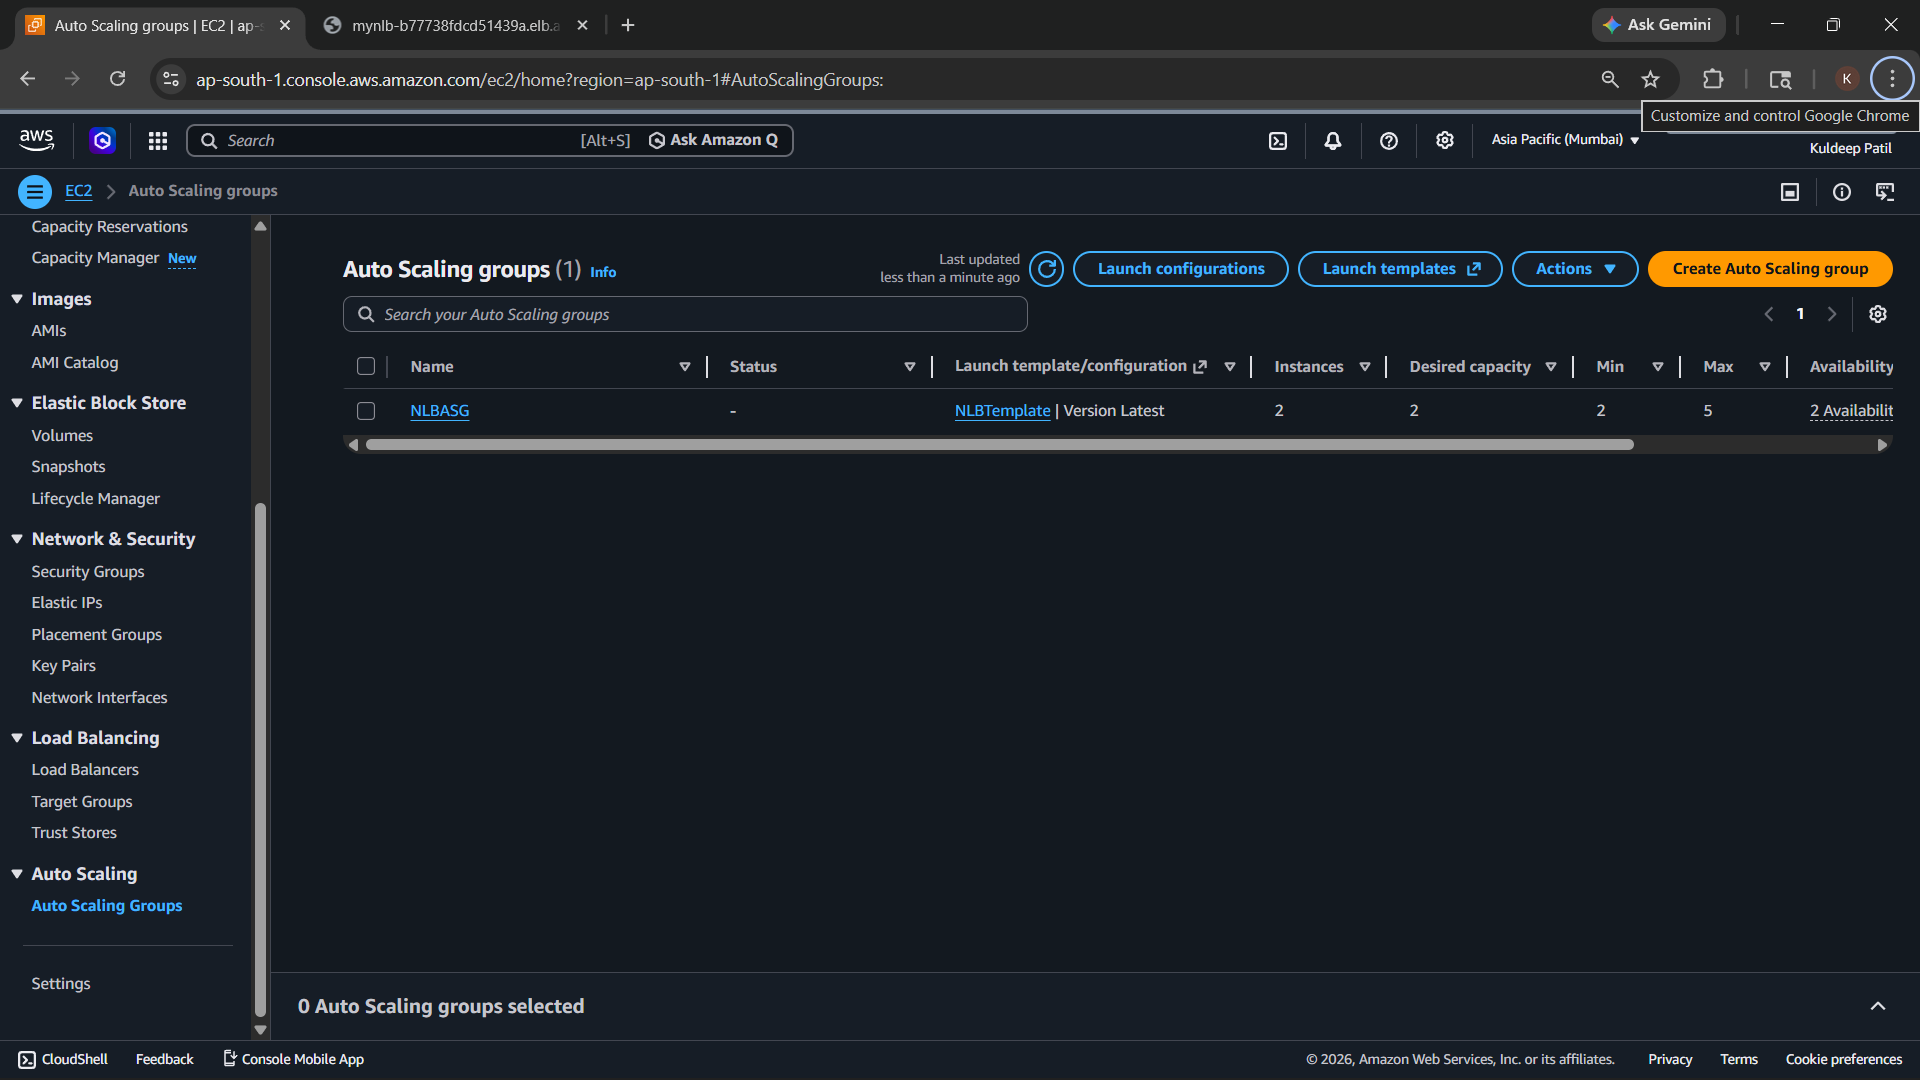 Auto Scaling groups | EC2 | ap-s
mynlb-b77738fdcd51439a.elb.a
Ask Gemini
ap-south-1.console.aws.amazon.com/ec2/home?region=ap-south-1#AutoScalingGroups:
K
Customize and control Google Chrome
aws
Search [Alt+S]
Ask Amazon Q
Asia Pacific (Mumbai)
Kuldeep Patil
EC2
Auto Scaling groups
Capacity Reservations
Capacity Manager New
Images
AMIs
AMI Catalog
Elastic Block Store
Volumes
Snapshots
Lifecycle Manager
Network & Security
Security Groups
Elastic IPs
Placement Groups
Key Pairs
Network Interfaces
Load Balancing
Load Balancers
Target Groups
Trust Stores
Auto Scaling
Auto Scaling Groups
Settings
Auto Scaling groups (1) Info
Last updated
less than a minute ago
Launch configurations
Launch templates
Actions
Create Auto Scaling group
Search your Auto Scaling groups
1
Name Status Launch template/configuration Instances Desired capacity Min Max Availability
NLBASG - NLBTemplate | Version Latest 2 2 2 5 2 Availabilit
0 Auto Scaling groups selected
CloudShell Feedback Console Mobile App
© 2026, Amazon Web Services, Inc. or its affiliates. Privacy Terms Cookie preferences